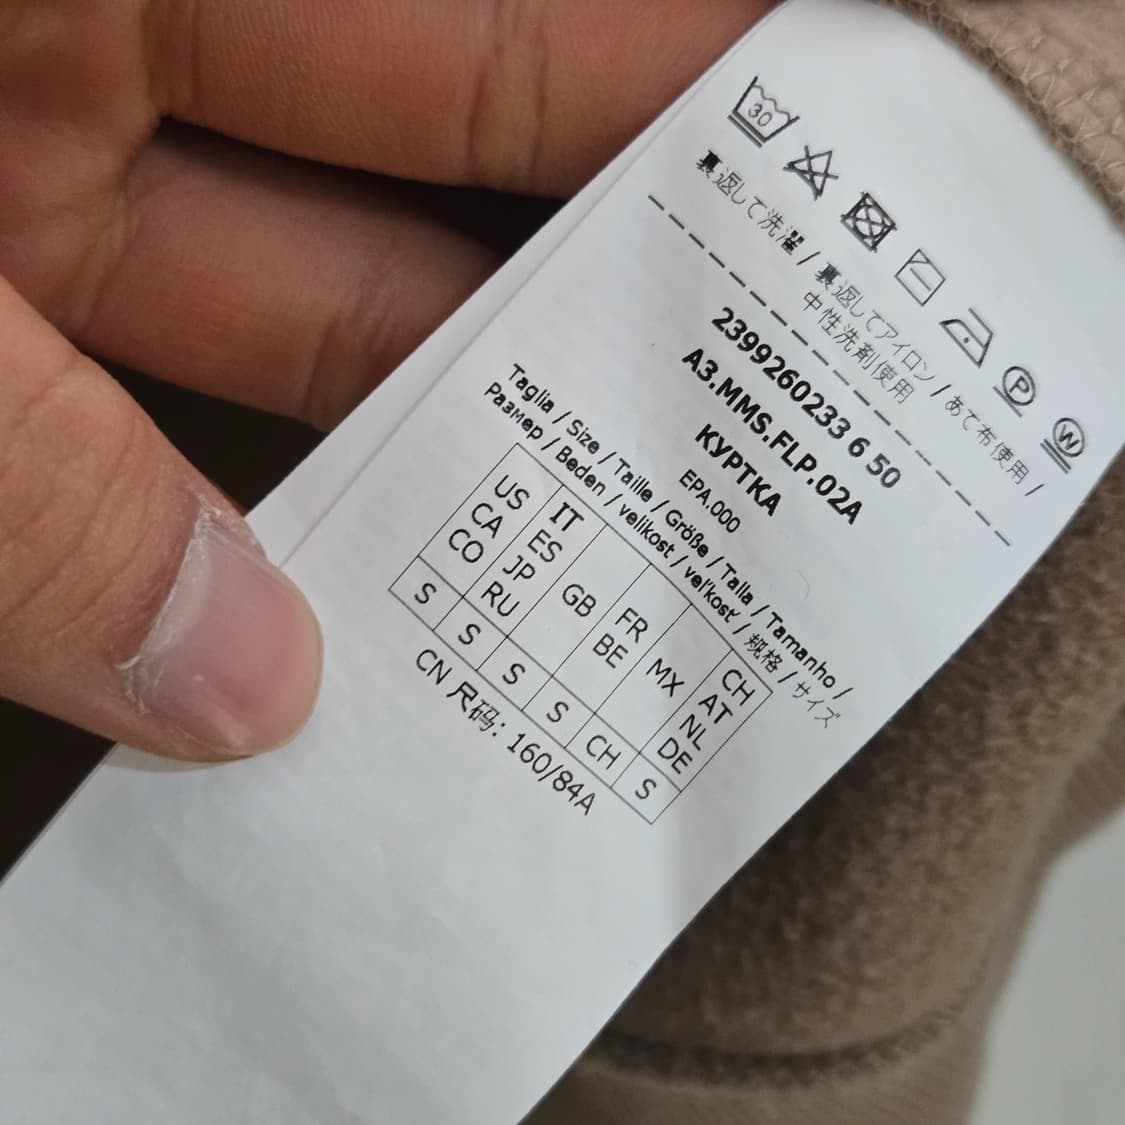 30
P
W
裏返して洗濯 / 裏返してアイロン / あて布使用 /
中性洗剤使用
2399260233 6 50
A3.MMS.FLP.02A
КУРТКА
EPA.000
Taglia / Size / Taille / Größe / Talla / Tamanho /
Размер / Beden / velikost / veľkosť / 规格 / サイズ
US CA CO
IT ES JP RU
GB
FR BE
MX
CH AT NL DE
S S S S CH S
CN 尺码: 160/84A